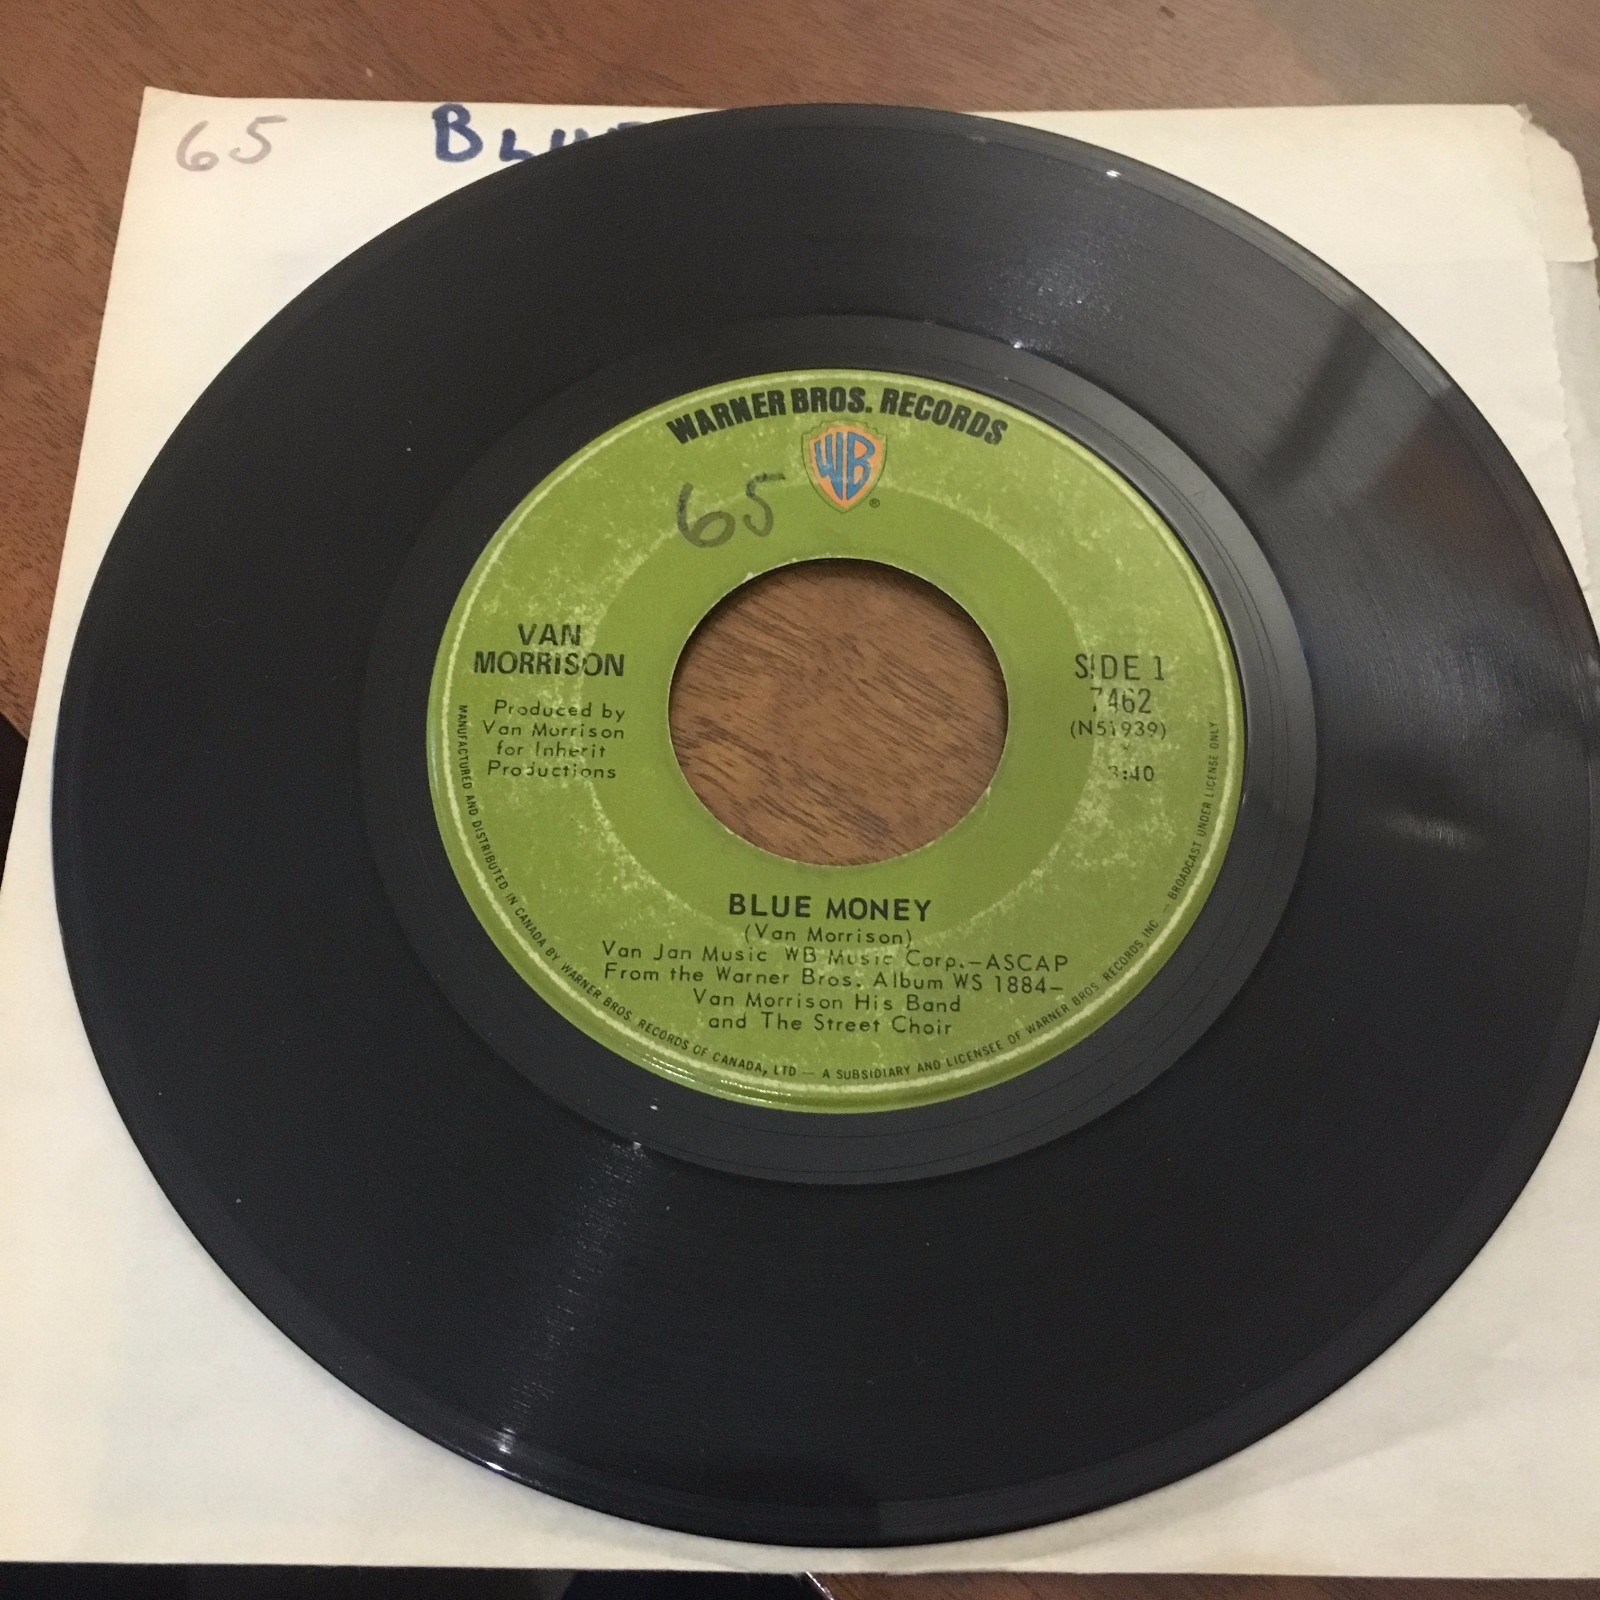 65
WARNER BROS. RECORDS
WB
®
65
VAN
MORRISON
Produced by
Van Morrison
for Inherit
Productions
SIDE 1
7462
(N51939)
3:40
BLUE MONEY
(Van Morrison)
Van Jan Music WB Music Corp.—ASCAP
From the Warner Bros. Album WS 1884—
Van Morrison His Band
and The Street Choir
MANUFACTURED AND DISTRIBUTED IN CANADA BY WARNER BROS. RECORDS OF CANADA, LTD — A SUBSIDIARY AND LICENSEE OF WARNER BROS. RECORDS, INC. — BROADCAST UNDER LICENSE ONLY